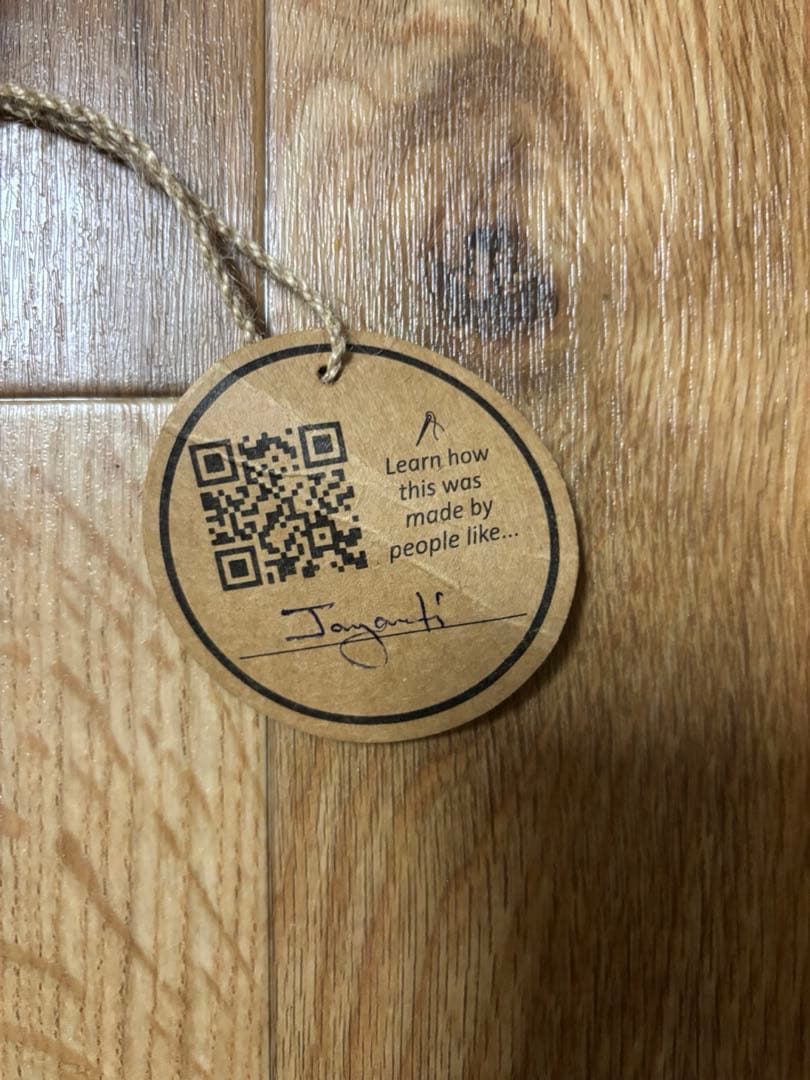 Learn how
this was
made by
people like...
Jayanti